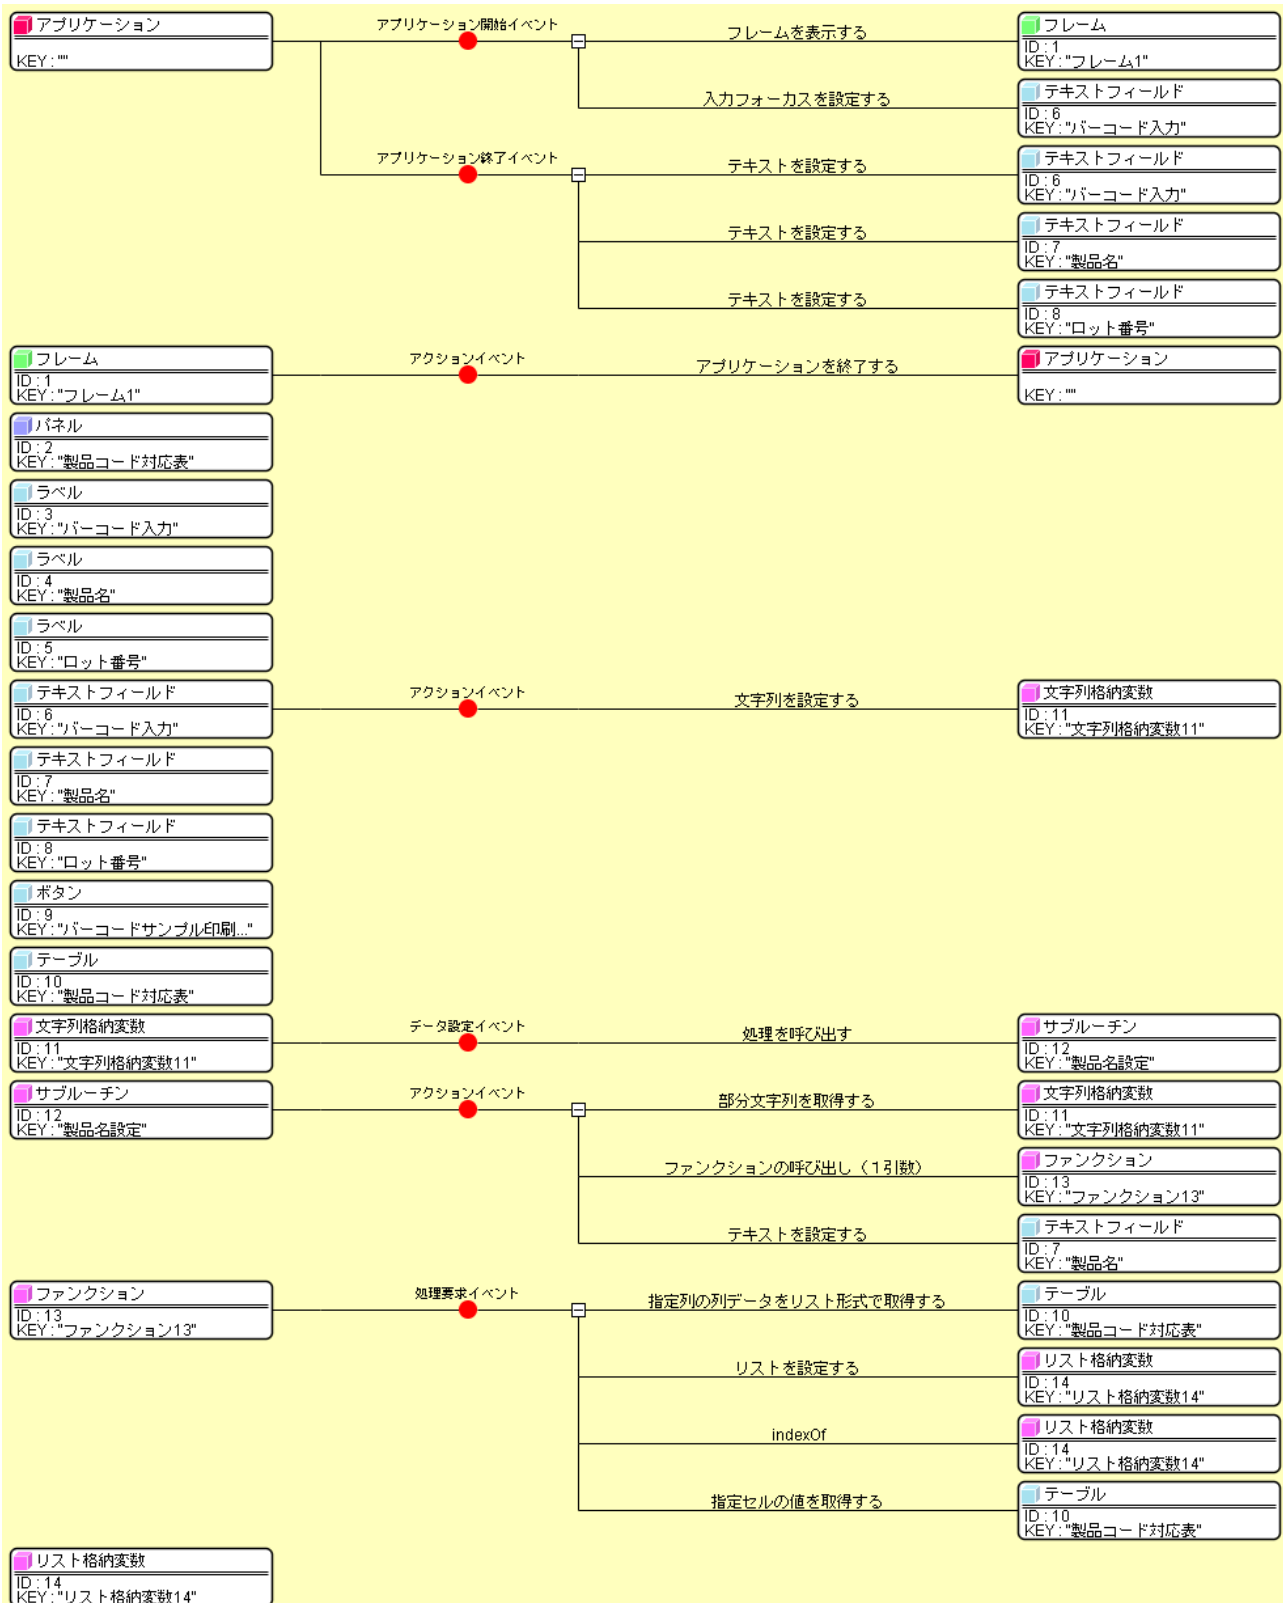 アプリケーション
KEY : ""
アプリケーション開始イベント
フレームを表示する
フレーム
ID : 1
KEY : "フレーム1"
入力フォーカスを設定する
テキストフィールド
ID : 6
KEY : "バーコード入力"
アプリケーション終了イベント
テキストを設定する
テキストフィールド
ID : 6
KEY : "バーコード入力"
テキストを設定する
テキストフィールド
ID : 7
KEY : "製品名"
テキストを設定する
テキストフィールド
ID : 8
KEY : "ロット番号"
フレーム
ID : 1
KEY : "フレーム1"
アクションイベント
アプリケーションを終了する
アプリケーション
KEY : ""
パネル
ID : 2
KEY : "製品コード対応表"
ラベル
ID : 3
KEY : "バーコード入力"
ラベル
ID : 4
KEY : "製品名"
ラベル
ID : 5
KEY : "ロット番号"
テキストフィールド
ID : 6
KEY : "バーコード入力"
アクションイベント
文字列を設定する
文字列格納変数
ID : 11
KEY : "文字列格納変数11"
テキストフィールド
ID : 7
KEY : "製品名"
テキストフィールド
ID : 8
KEY : "ロット番号"
ボタン
ID : 9
KEY : "バーコードサンプル印刷..."
テーブル
ID : 10
KEY : "製品コード対応表"
文字列格納変数
ID : 11
KEY : "文字列格納変数11"
データ設定イベント
処理を呼び出す
サブルーチン
ID : 12
KEY : "製品名設定"
サブルーチン
ID : 12
KEY : "製品名設定"
アクションイベント
部分文字列を取得する
文字列格納変数
ID : 11
KEY : "文字列格納変数11"
ファンクションの呼び出し（１引数）
ファンクション
ID : 13
KEY : "ファンクション13"
テキストを設定する
テキストフィールド
ID : 7
KEY : "製品名"
ファンクション
ID : 13
KEY : "ファンクション13"
処理要求イベント
指定列の列データをリスト形式で取得する
テーブル
ID : 10
KEY : "製品コード対応表"
リストを設定する
リスト格納変数
ID : 14
KEY : "リスト格納変数14"
indexOf
リスト格納変数
ID : 14
KEY : "リスト格納変数14"
指定セルの値を取得する
テーブル
ID : 10
KEY : "製品コード対応表"
リスト格納変数
ID : 14
KEY : "リスト格納変数14"